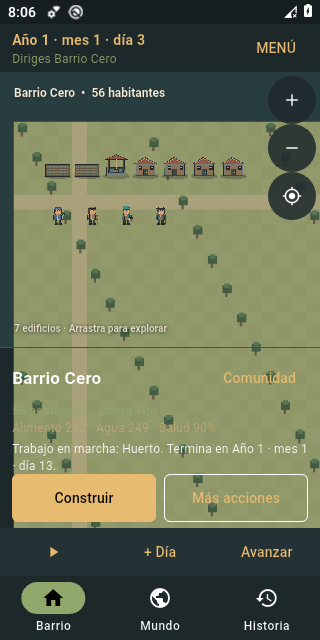 8:06
Año 1 · mes 1 · día 3
Diriges Barrio Cero
MENÚ
Barrio Cero • 56 habitantes
7 edificios · Arrastra para explorar
Barrio Cero
Comunidad
Alimento 262 · Agua 249 · Salud 90%
Trabajo en marcha: Huerto. Termina en Año 1 · mes 1
· día 13.
Construir
Más acciones
+ Día
Avanzar
Barrio
Mundo
Historia